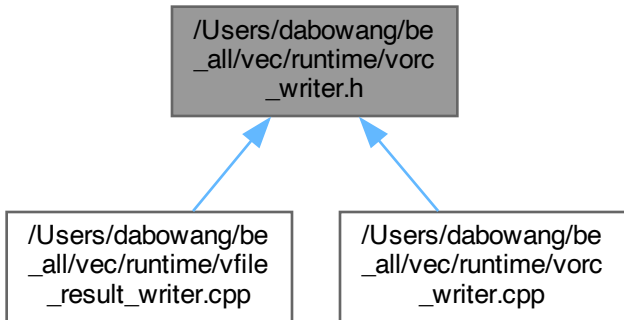 /Users/dabowang/be
_all/vec/runtime/vorc
_writer.h
/Users/dabowang/be
_all/vec/runtime/vfile
_result_writer.cpp
/Users/dabowang/be
_all/vec/runtime/vorc
_writer.cpp